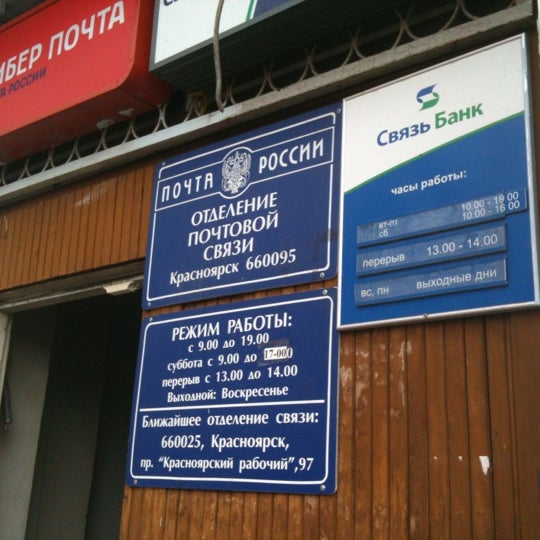 ИБЕР ПОЧТА
РОССИИ
ПОЧТА РОССИИ
ОТДЕЛЕНИЕ
ПОЧТОВОЙ
СВЯЗИ
Красноярск 660095
РЕЖИМ РАБОТЫ:
с 9.00 до 19.00
суббота с 9.00 до 17-00
перерыв с 13.00 до 14.00
Выходной: Воскресенье
Ближайшее отделение связи:
660025, Красноярск,
пр. "Красноярский рабочий",97
Связь Банк
часы работы:
вт-пт 10.00 - 19.00
сб 10.00 - 16.00
перерыв 13.00 - 14.00
вс, пн выходные дни